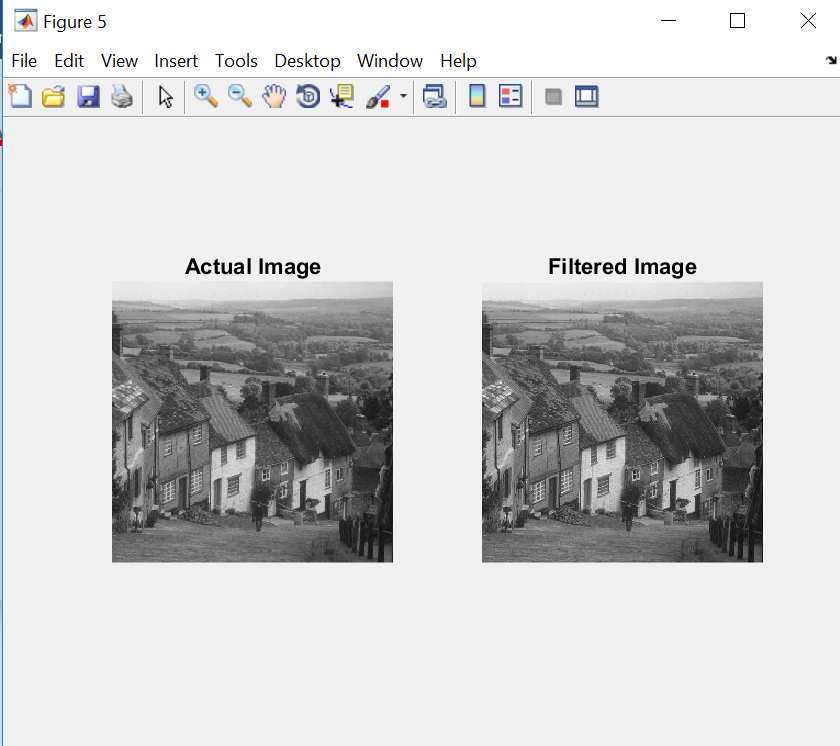 Figure 5
File Edit View Insert Tools Desktop Window Help
Actual Image Filtered Image